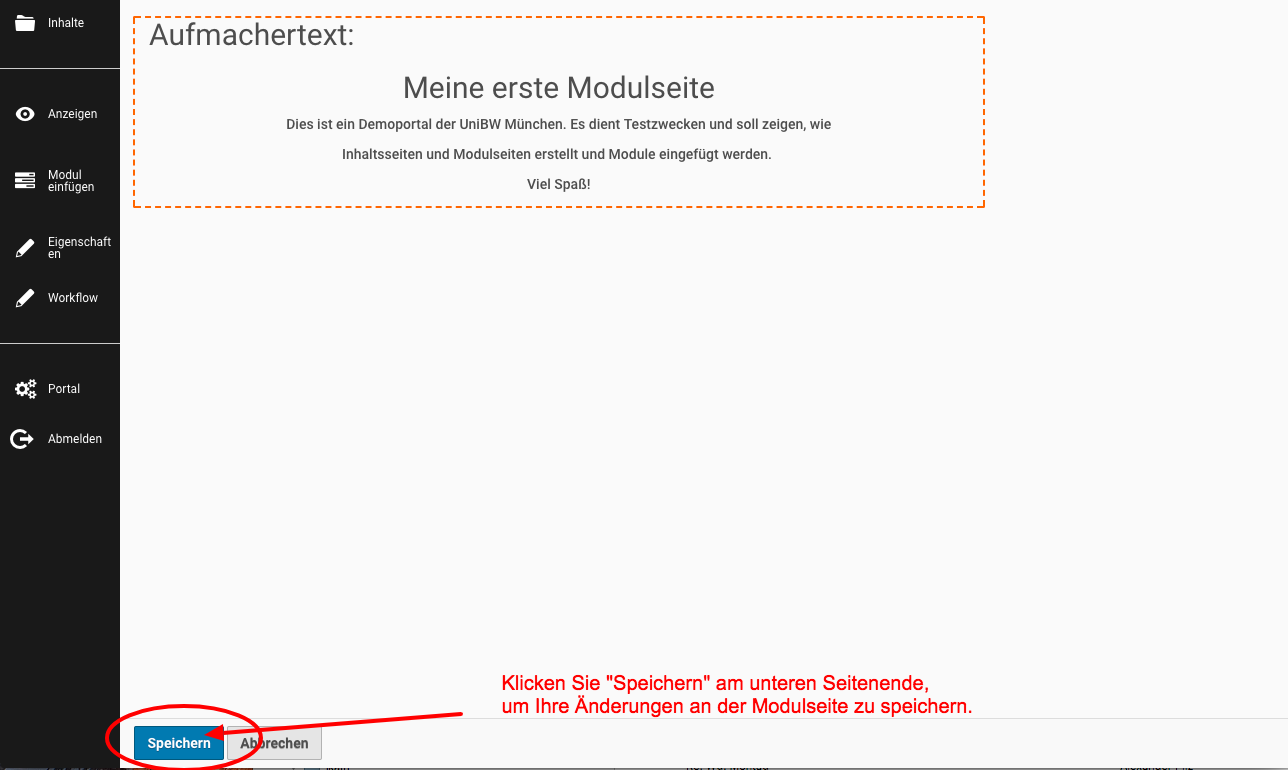 Inhalte
Anzeigen
Modul
einfügen
Eigenschaft
en
Workflow
Portal
Abmelden
Aufmachertext:
Meine erste Modulseite
Dies ist ein Demoportal der UniBW München. Es dient Testzwecken und soll zeigen, wie
Inhaltsseiten und Modulseiten erstellt und Module eingefügt werden.
Viel Spaß!
Klicken Sie "Speichern" am unteren Seitenende,
um Ihre Änderungen an der Modulseite zu speichern.
Speichern Abbrechen